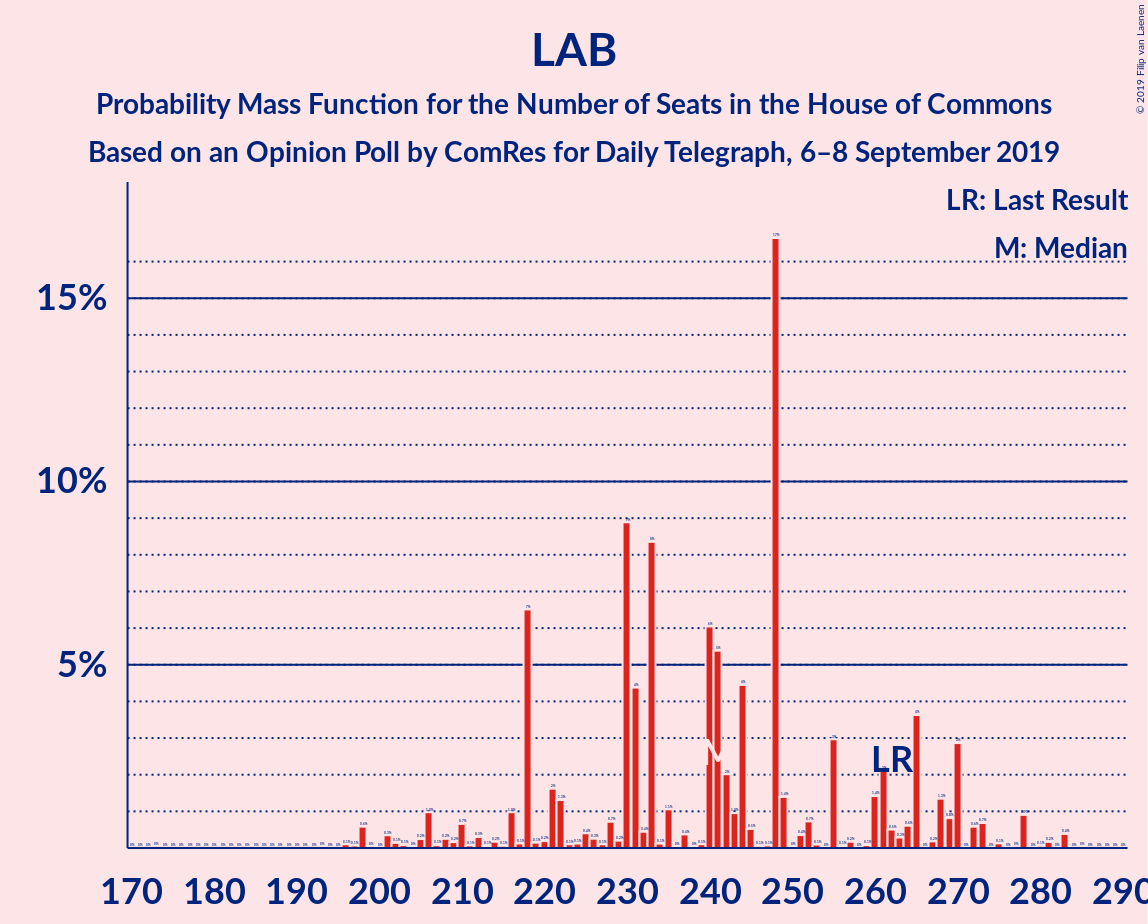 LAB
Probability Mass Function for the Number of Seats in the House of Commons
Based on an Opinion Poll by ComRes for Daily Telegraph, 6–8 September 2019
© 2019 Filip van Laenen
LR: Last Result
M: Median
15%
10%
5%
M
LR
170 180 190 200 210 220 230 240 250 260 270 280 290